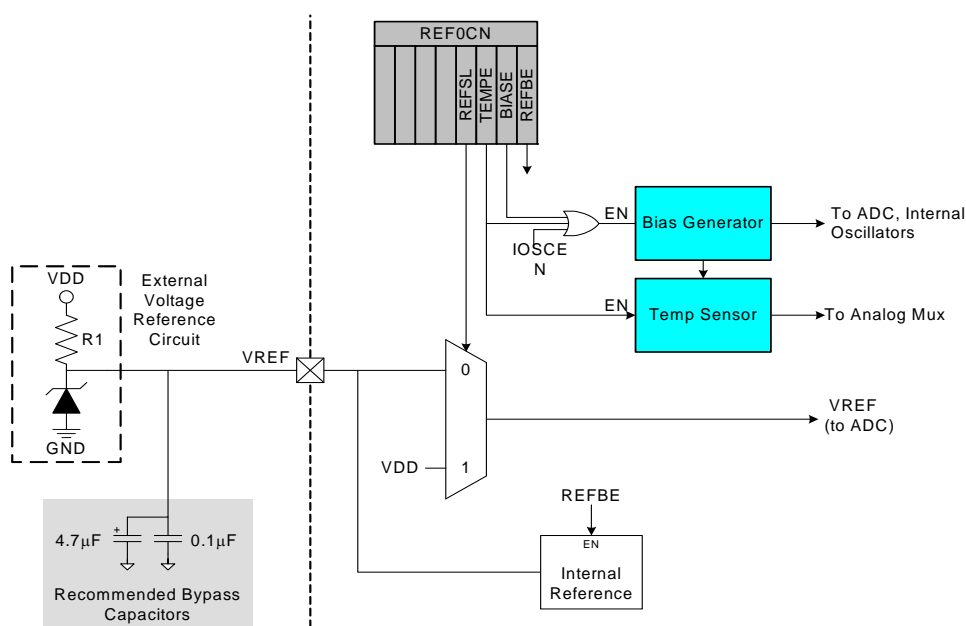 REF0CN
REFSL
TEMPE
BIASE
REFBE
EN
Bias Generator
To ADC, Internal
Oscillators
IOSCE
N
EN
Temp Sensor
To Analog Mux
VDD
R1
GND
External
Voltage
Reference
Circuit
VREF
0
VDD
1
VREF
(to ADC)
REFBE
EN
Internal
Reference
+
4.7µF
0.1µF
Recommended Bypass
Capacitors